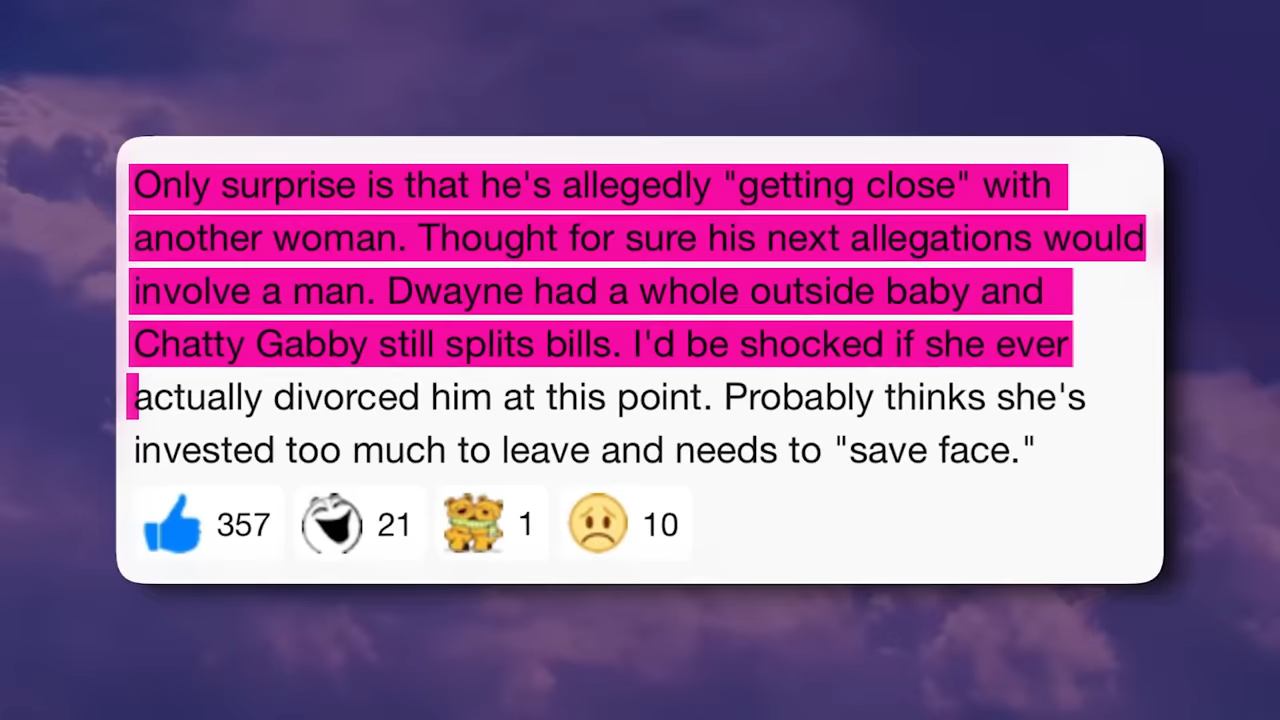 Only surprise is that he's allegedly "getting close" with
another woman. Thought for sure his next allegations would
involve a man. Dwayne had a whole outside baby and
Chatty Gabby still splits bills. I'd be shocked if she ever
actually divorced him at this point. Probably thinks she's
invested too much to leave and needs to "save face."
357 21 1 10